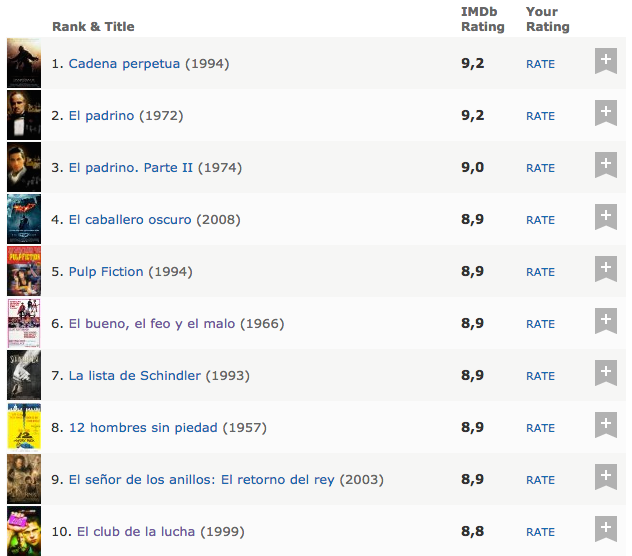 Rank & Title IMDb Rating Your Rating
1. Cadena perpetua (1994) 9,2 RATE
2. El padrino (1972) 9,2 RATE
3. El padrino. Parte II (1974) 9,0 RATE
4. El caballero oscuro (2008) 8,9 RATE
5. Pulp Fiction (1994) 8,9 RATE
6. El bueno, el feo y el malo (1966) 8,9 RATE
7. La lista de Schindler (1993) 8,9 RATE
8. 12 hombres sin piedad (1957) 8,9 RATE
9. El señor de los anillos: El retorno del rey (2003) 8,9 RATE
10. El club de la lucha (1999) 8,8 RATE